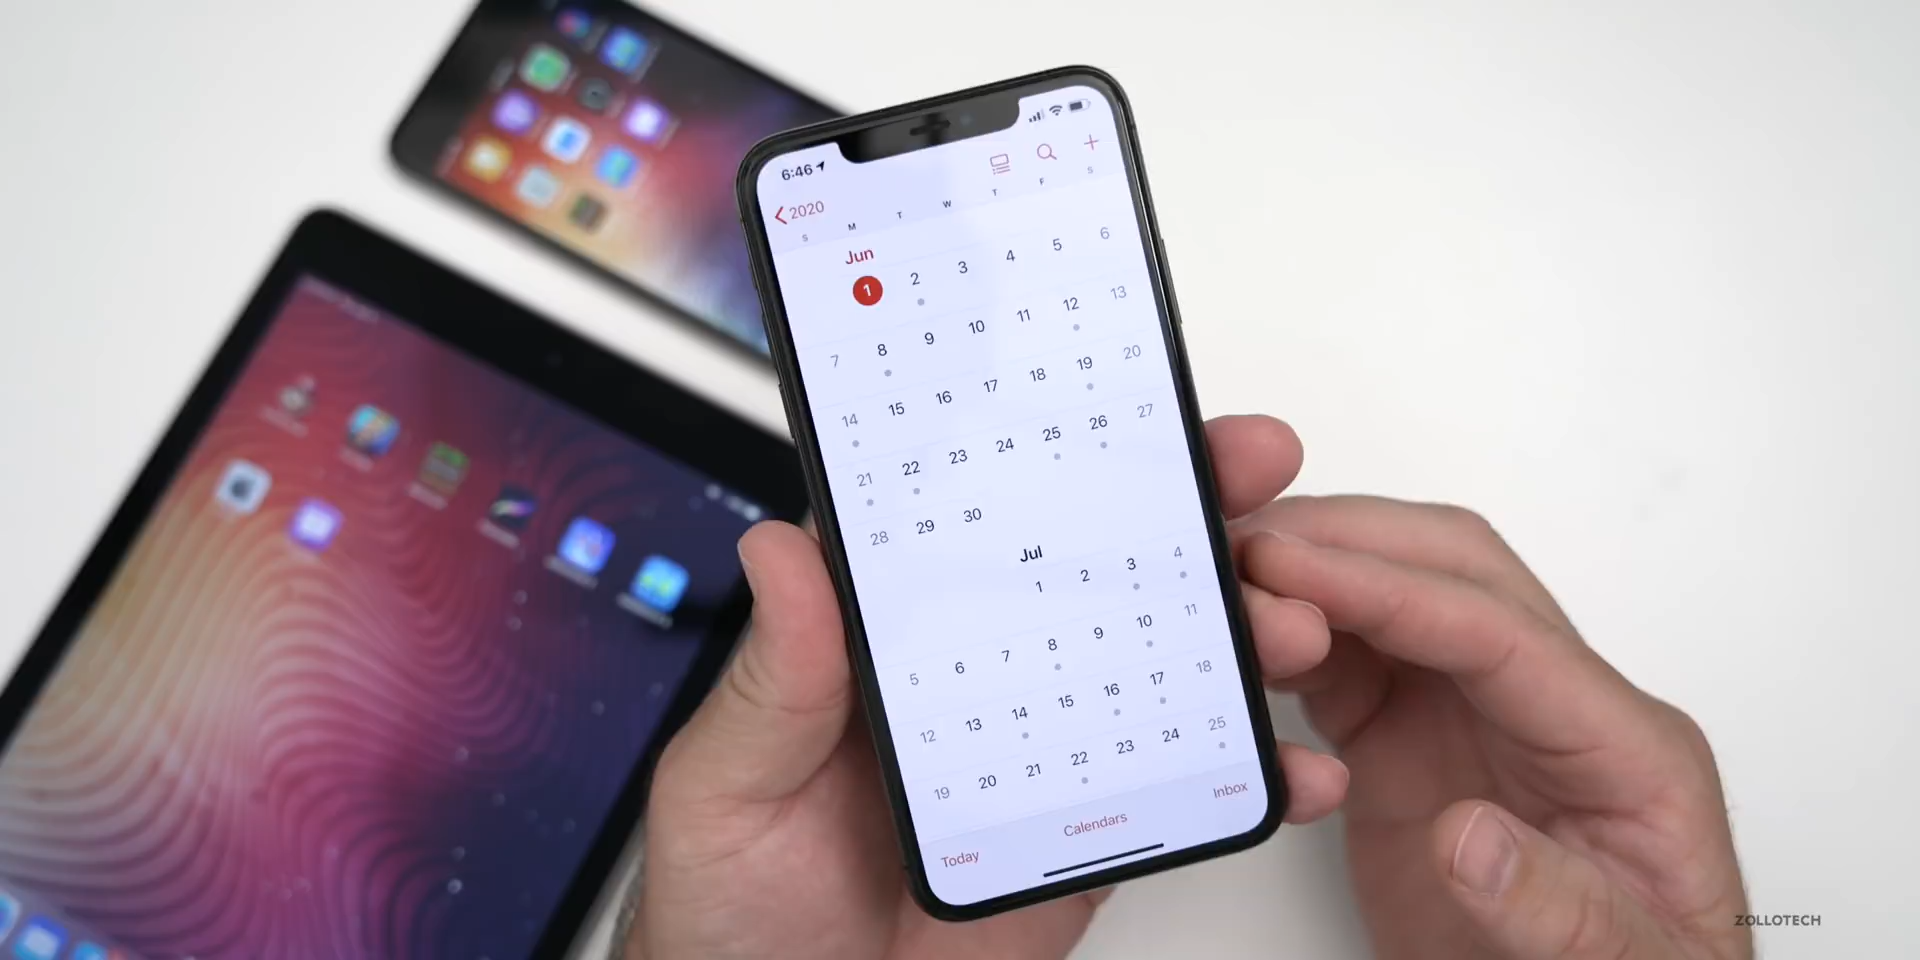 6:46
2020
S M T W T F S
Jun
1 2 3 4 5 6
7 8 9 10 11 12 13
14 15 16 17 18 19 20
21 22 23 24 25 26 27
28 29 30
Jul
1 2 3 4
5 6 7 8 9 10 11
12 13 14 15 16 17 18
19 20 21 22 23 24 25
Today Calendars Inbox
ZOLLOTECH